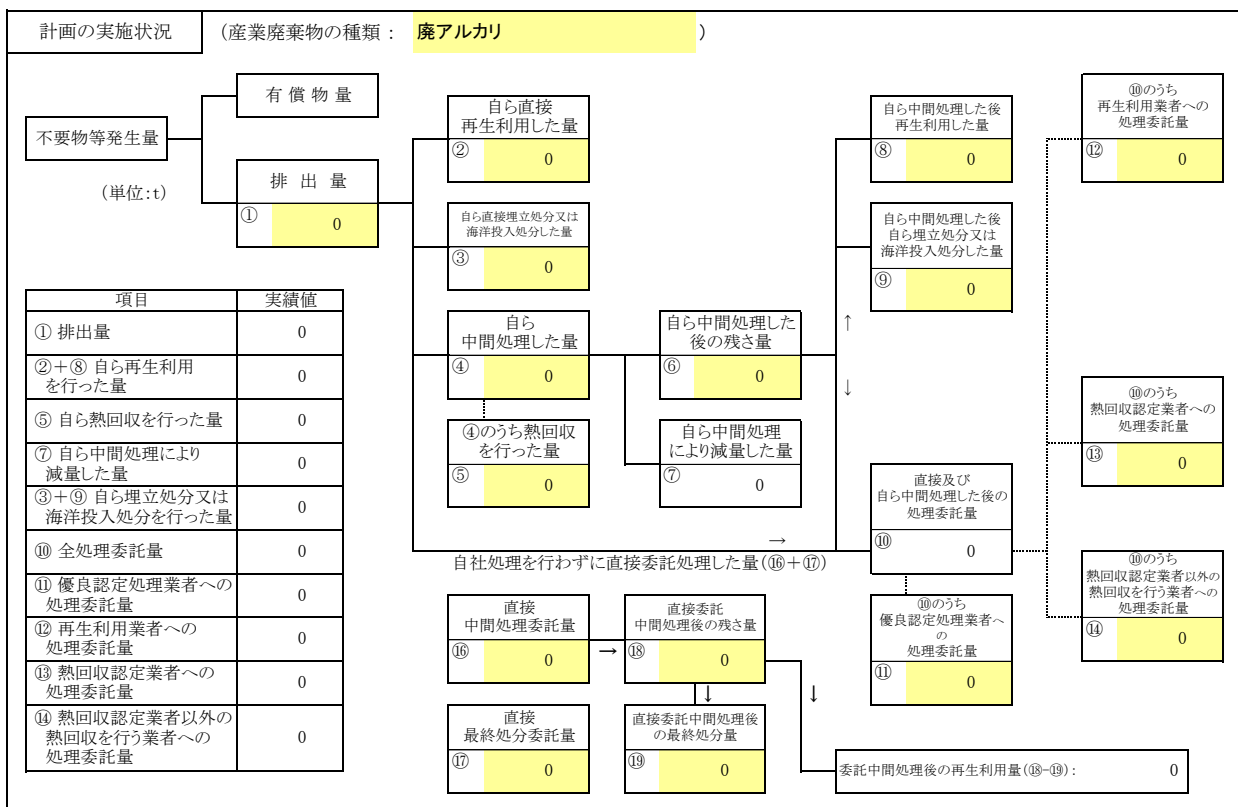 計画の実施状況
(産業廃棄物の種類： 廃アルカリ )
不要物等発生量
(単位:t)
有 償 物 量
排 出 量
① 0
自ら直接
再生利用した量
② 0
自ら直接埋立処分又は
海洋投入処分した量
③ 0
自ら
中間処理した量
④ 0
④のうち熱回収
を行った量
⑤ 0
自ら中間処理した
後の残さ量
⑥ 0
自ら中間処理
により減量した量
⑦ 0
自ら中間処理した後
再生利用した量
⑧ 0
自ら中間処理した後
自ら埋立処分又は
海洋投入処分した量
⑨ 0
↑
↓
直接及び
自ら中間処理した後の
処理委託量
⑩ 0
⑩のうち
優良認定処理業者へ
の
処理委託量
⑪ 0
⑩のうち
再生利用業者への
処理委託量
⑫ 0
⑩のうち
熱回収認定業者への
処理委託量
⑬ 0
⑩のうち
熱回収認定業者以外の
熱回収を行う業者への
処理委託量
⑭ 0
→
自社処理を行わずに直接委託処理した量(⑯+⑰)
直接
中間処理委託量
⑯ 0
→
直接委託
中間処理後の残さ量
⑱ 0
↓
↓
直接
最終処分委託量
⑰ 0
直接委託中間処理後
の最終処分量
⑲ 0
委託中間処理後の再生利用量(⑱-⑲)： 0
項目 実績値
① 排出量 0
②+⑧ 自ら再生利用
を行った量 0
⑤ 自ら熱回収を行った量 0
⑦ 自ら中間処理により
減量した量 0
③+⑨ 自ら埋立処分又は
海洋投入処分を行った量 0
⑩ 全処理委託量 0
⑪ 優良認定処理業者への
処理委託量 0
⑫ 再生利用業者への
処理委託量 0
⑬ 熱回収認定業者への
処理委託量 0
⑭ 熱回収認定業者以外の
熱回収を行う業者への
処理委託量 0